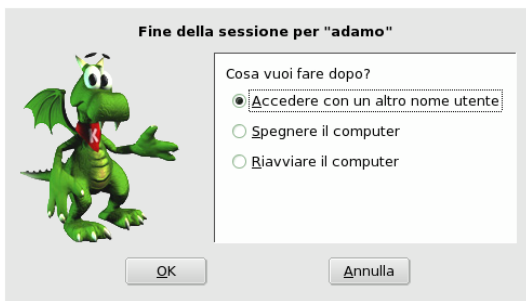 Fine della sessione per "adamo"
Cosa vuoi fare dopo?
Accedere con un altro nome utente
Spegnere il computer
Riavviare il computer
K
OK
Annulla